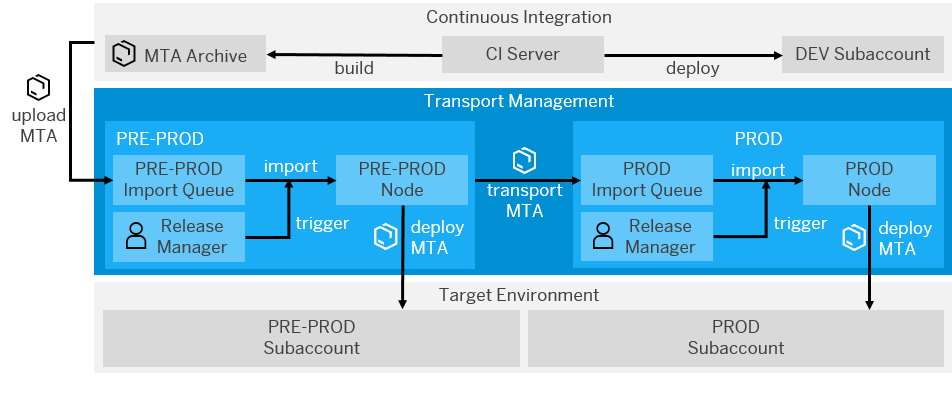 Continuous Integration
MTA Archive
build
CI Server
deploy
DEV Subaccount
upload
MTA
Transport Management
PRE-PROD
PRE-PROD
Import Queue
import
PRE-PROD
Node
Release
Manager
trigger
deploy
MTA
transport
MTA
PROD
PROD
Import Queue
import
PROD
Node
Release
Manager
trigger
deploy
MTA
Target Environment
PRE-PROD
Subaccount
PROD
Subaccount